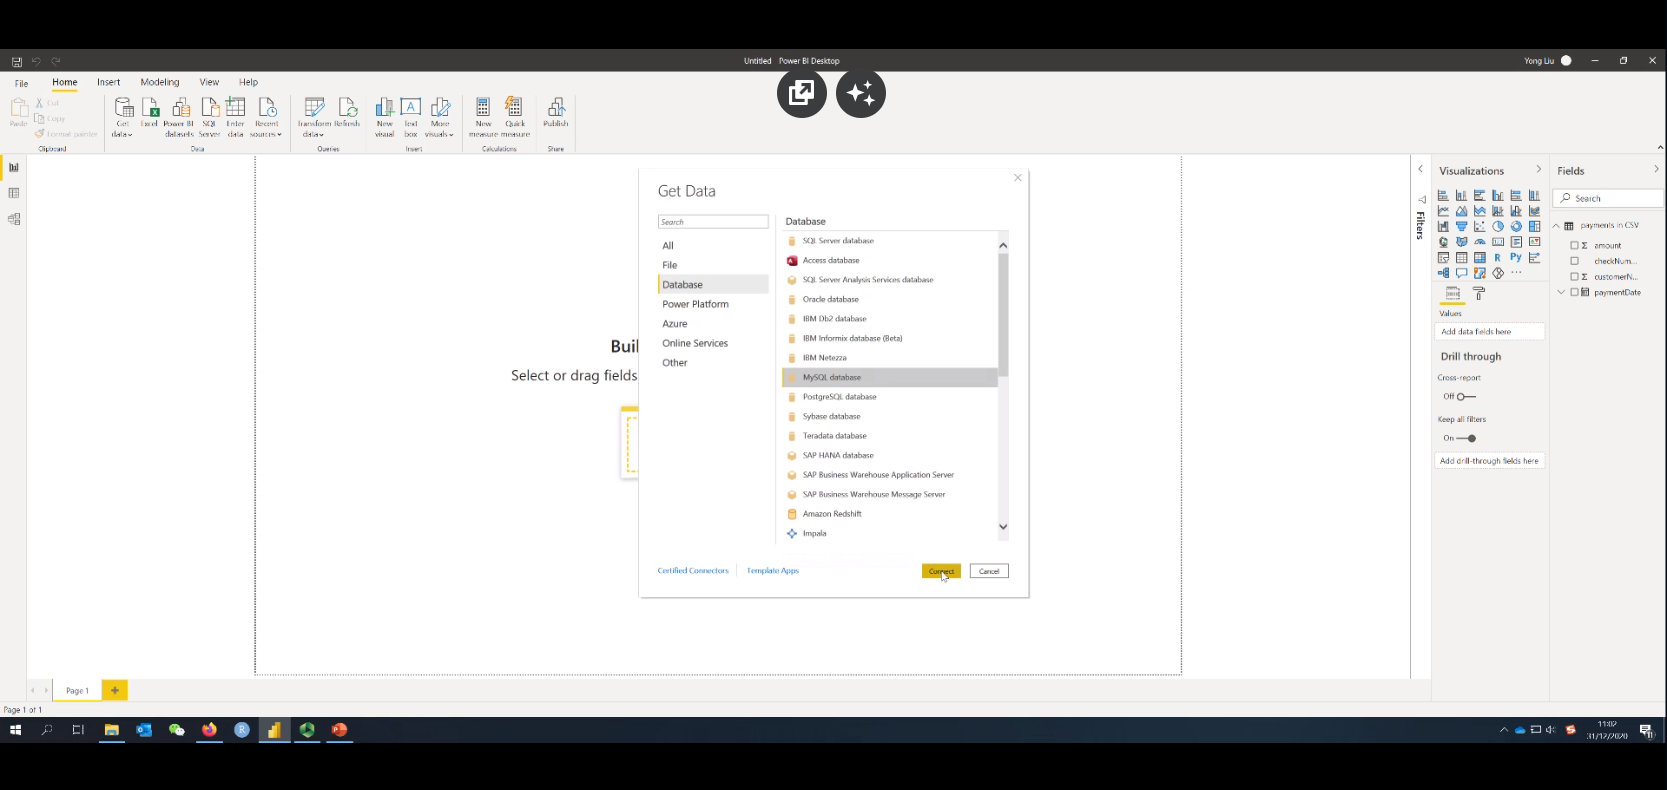 Untitled   Power BI Desktop
Yong Liu
File
Home
Insert
Modeling
View
Help
Paste
Cut
Copy
Format painter
Clipboard
Get data
Excel
Power BI datasets
SQL Server
Enter data
Recent sources
Data
Transform data
Refresh
Queries
New visual
Text box
More visuals
Insert
New measure
Quick measure
Calculations
Publish
Share
Buil
Select or drag fields
Get Data
Search
All
File
Database
Power Platform
Azure
Online Services
Other
Database
SQL Server database
Access database
SQL Server Analysis Services database
Oracle database
IBM Db2 database
IBM Informix database (Beta)
IBM Netezza
MySQL database
PostgreSQL database
Sybase database
Teradata database
SAP HANA database
SAP Business Warehouse Application Server
SAP Business Warehouse Message Server
Amazon Redshift
Impala
Certified Connectors
Template Apps
Connect
Cancel
Filters
Visualizations
R
Py
Values
Add data fields here
Drill through
Cross-report
Off
Keep all filters
On
Add drill-through fields here
Fields
Search
payments in CSV
amount
checkNum...
customerN...
paymentDate
Page 1
Page 1 of 1
11:02
31/12/2020